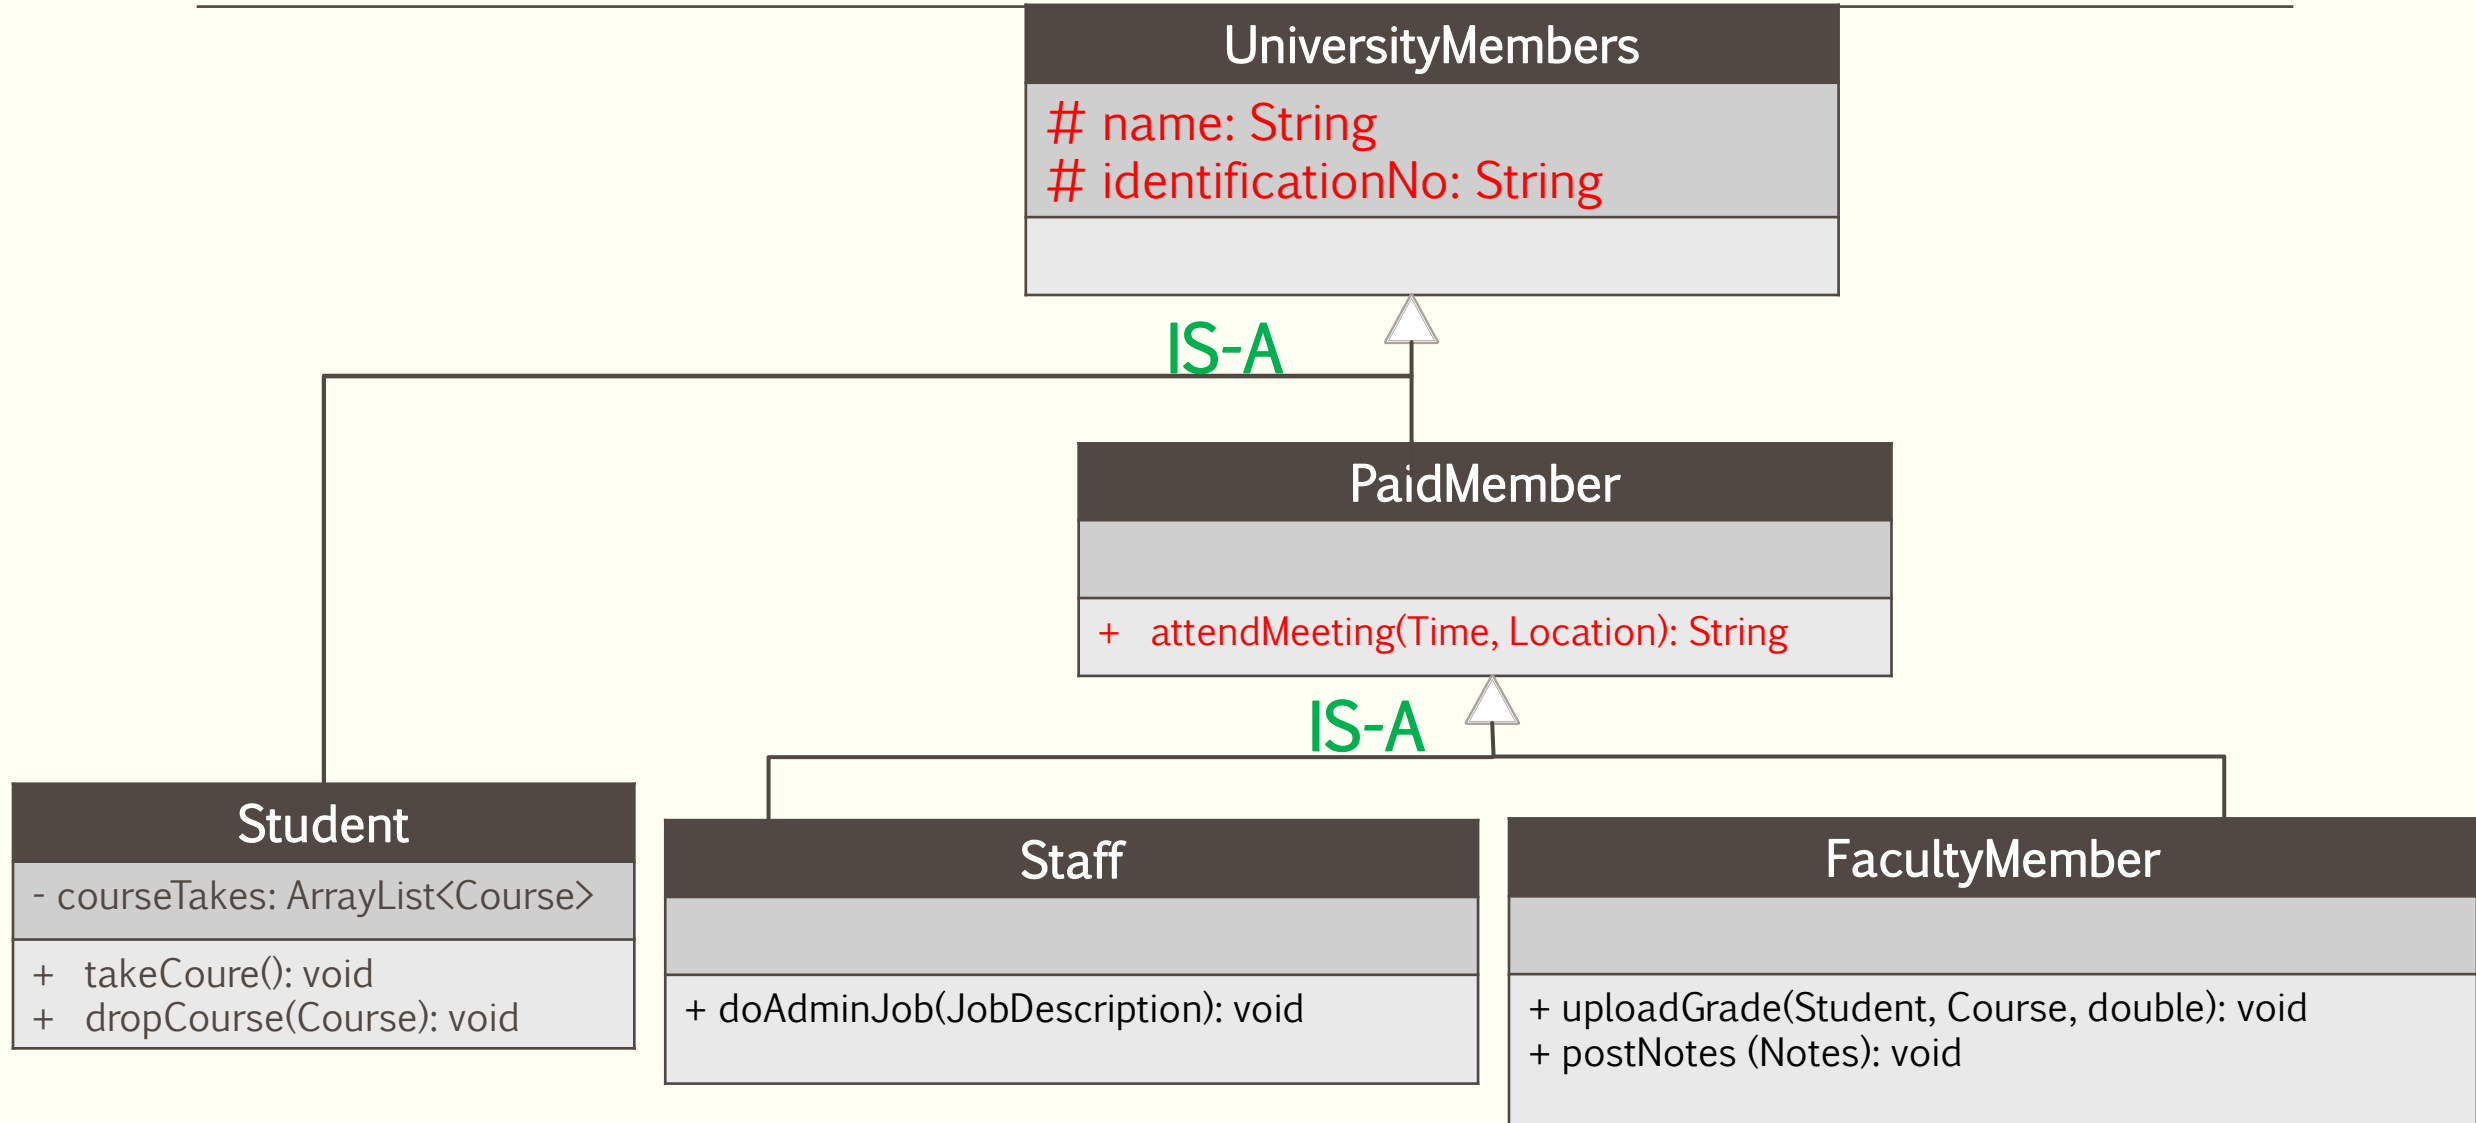 UniversityMembers
# name: String
# identificationNo: String
IS-A
PaidMember
+ attendMeeting(Time, Location): String
IS-A
Student
- courseTakes: ArrayList<Course>
+ takeCoure(): void
+ dropCourse(Course): void
Staff
+ doAdminJob(JobDescription): void
FacultyMember
+ uploadGrade(Student, Course, double): void
+ postNotes (Notes): void